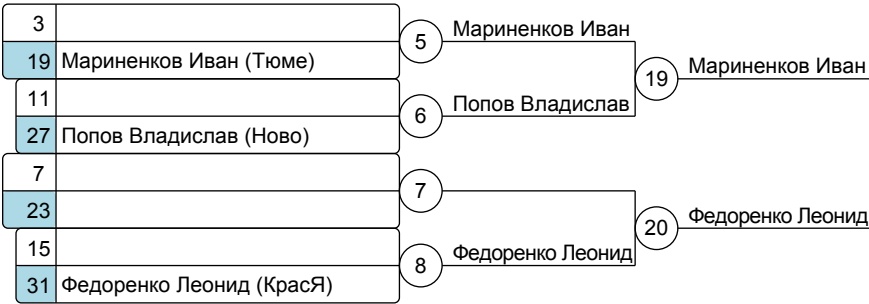 3
19 Мариненков Иван (Тюме)
11
27 Попов Владислав (Ново)
7
23
15
31 Федоренко Леонид (КрасЯ)
5 Мариненков Иван
6 Попов Владислав
7
8 Федоренко Леонид
19 Мариненков Иван
20 Федоренко Леонид